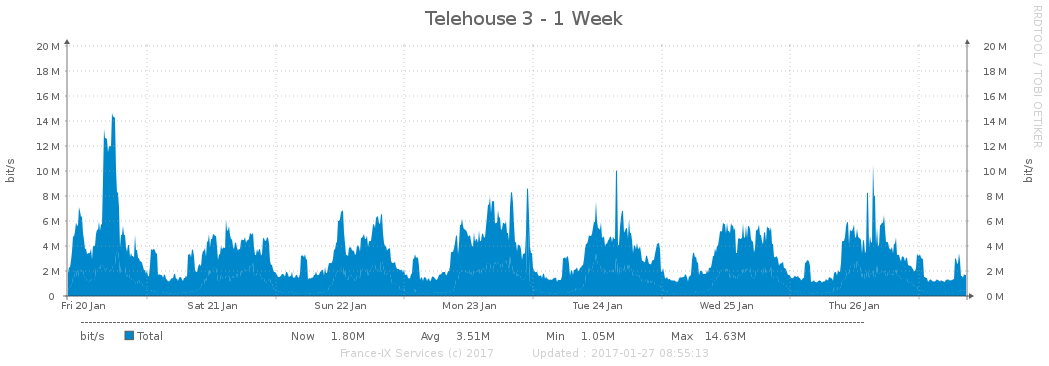 Telehouse 3 - 1 Week
RRDTOOL / TOBI OETIKER
bit/s
20 M 20 M
18 M 18 M
16 M 16 M
14 M 14 M
12 M 12 M
10 M 10 M
8 M 8 M
6 M 6 M
4 M 4 M
2 M 2 M
0 0 M
bit/s
Fri 20 Jan Sat 21 Jan Sun 22 Jan Mon 23 Jan Tue 24 Jan Wed 25 Jan Thu 26 Jan
bit/s Total Now 1.80M Avg 3.51M Min 1.05M Max 14.63M
France-IX Services (c) 2017 Updated : 2017-01-27 08:55:13